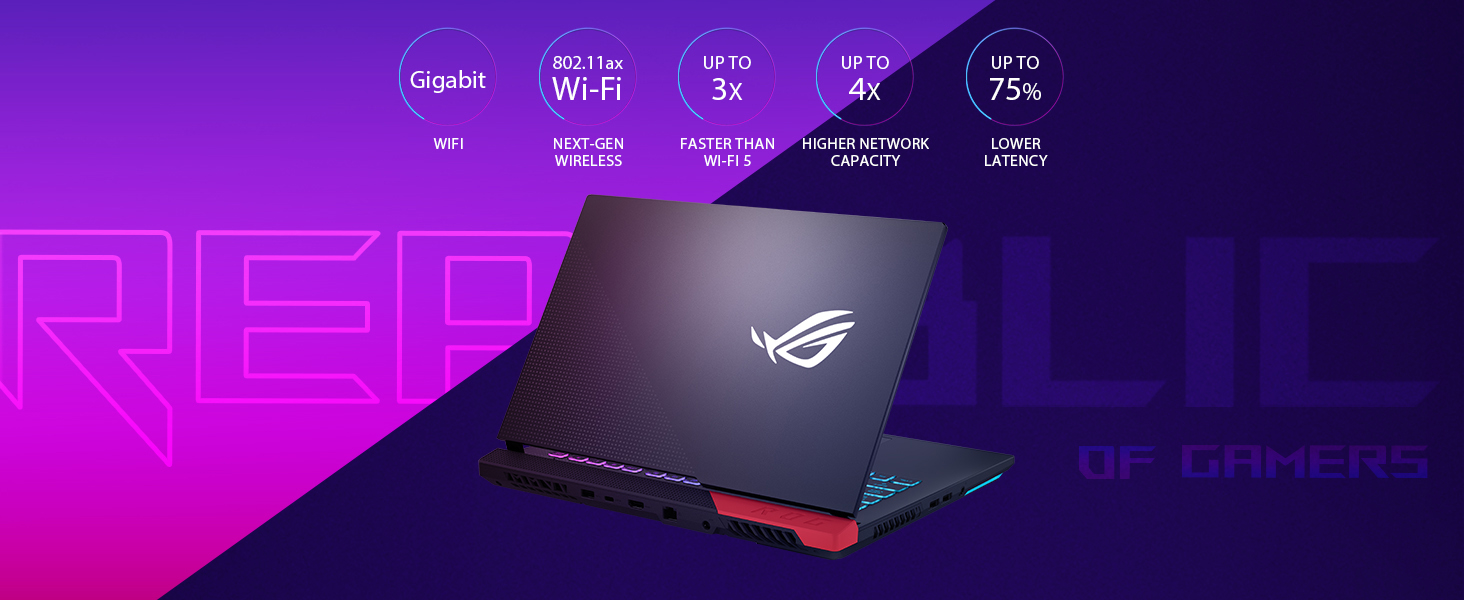 Gigabit
WIFI
802.11ax
Wi-Fi
NEXT-GEN
WIRELESS
UP TO
3X
FASTER THAN
WI-FI 5
UP TO
4X
HIGHER NETWORK
CAPACITY
UP TO
75%
LOWER
LATENCY
REP BLIC
OF GAMERS
ROG